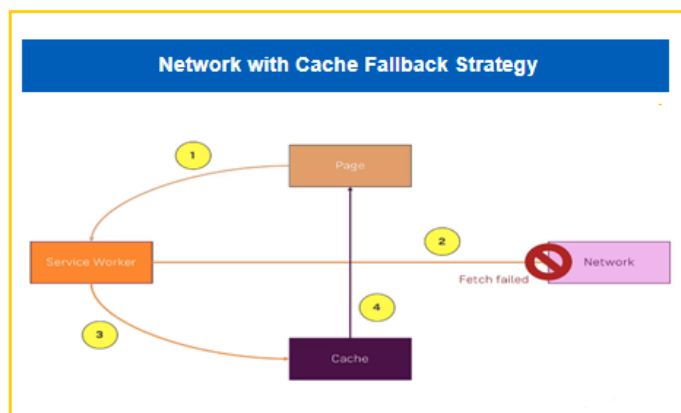 Network with Cache Fallback Strategy
1
Page
2
Service Worker
Network
Fetch failed
3
4
Cache